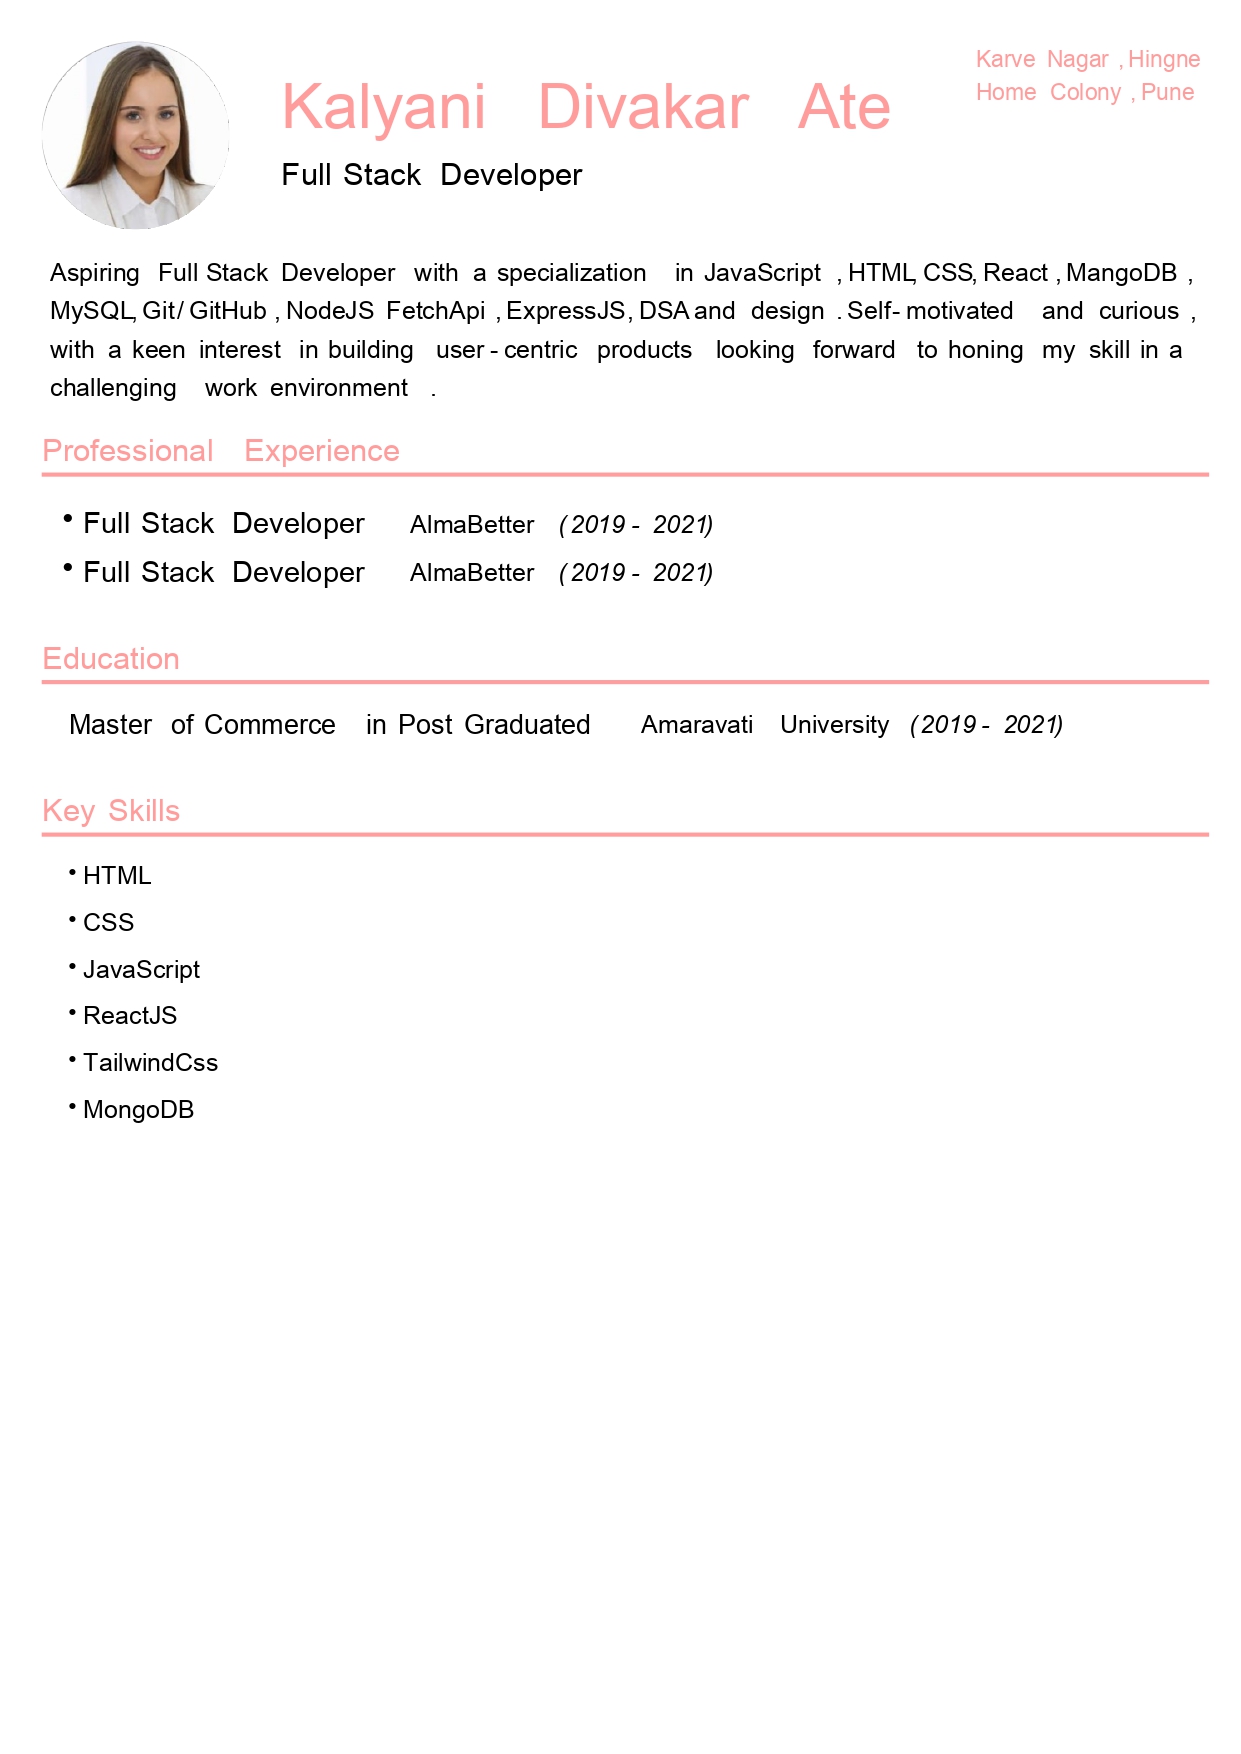 Kalyani Divakar Ate
Full Stack Developer
Karve Nagar , Hingne
Home Colony , Pune
Aspiring Full Stack Developer with a specialization in JavaScript , HTML, CSS, React , MangoDB ,
MySQL, Git/ GitHub , NodeJS FetchApi , ExpressJS, DSA and design . Self- motivated and curious ,
with a keen interest in building user - centric products looking forward to honing my skill in a
challenging work environment .
Professional Experience
• Full Stack Developer AlmaBetter (2019 - 2021)
• Full Stack Developer AlmaBetter (2019 - 2021)
Education
Master of Commerce in Post Graduated Amaravati University (2019 - 2021)
Key Skills
• HTML
• CSS
• JavaScript
• ReactJS
• TailwindCss
• MongoDB